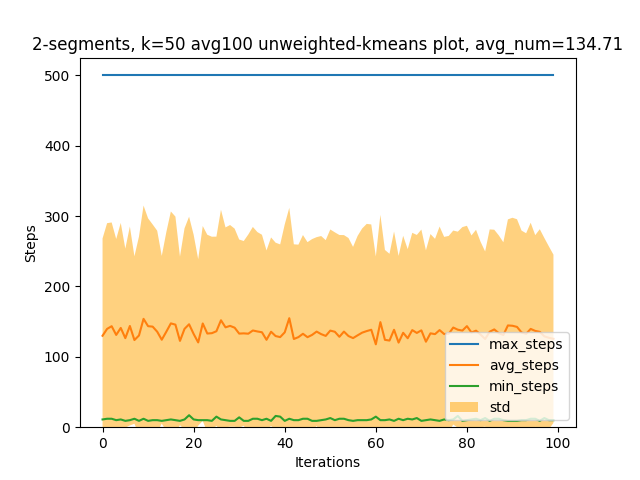 2-segments, k=50 avg100 unweighted-kmeans plot, avg_num=134.71
500
400
300
200
100
0
Steps
max_steps
avg_steps
min_steps
std
0 20 40 60 80 100
Iterations